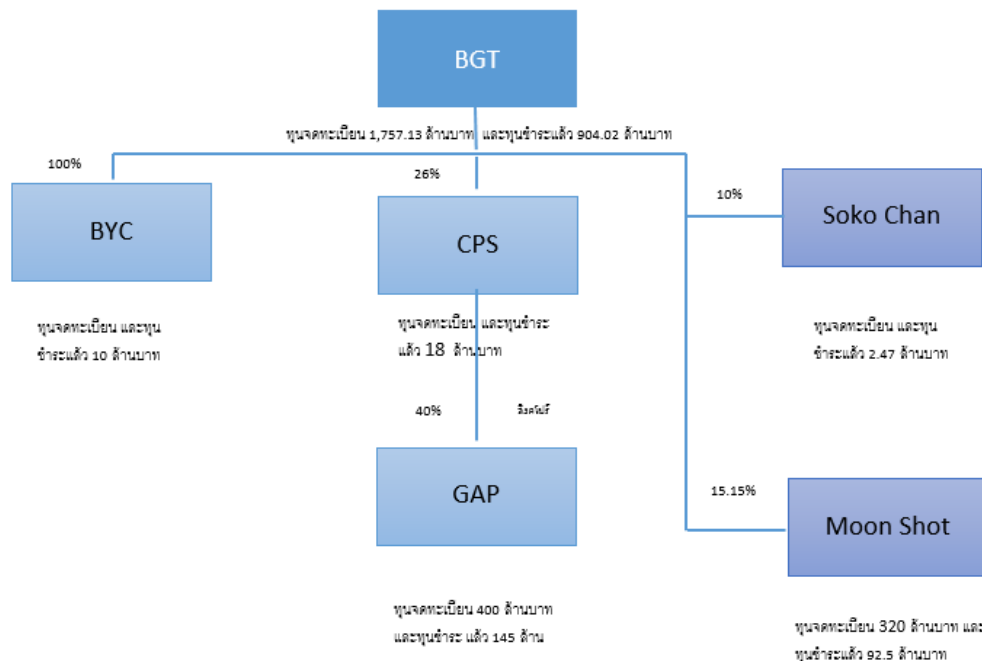 BGT
ทุนจดทะเบียน 1,757.13 ล้านบาท และทุนชำระแล้ว 904.02 ล้านบาท
100%
26%
10%
BYC
CPS
Soko Chan
ทุนจดทะเบียน และทุน
ชำระแล้ว 10 ล้านบาท
ทุนจดทะเบียน และทุนชำระ
แล้ว 18 ล้านบาท
ทุนจดทะเบียน และทุน
ชำระแล้ว 2.47 ล้านบาท
40%
สิงคโปร์
GAP
15.15%
Moon Shot
ทุนจดทะเบียน 400 ล้านบาท
และทุนชำระ แล้ว 145 ล้าน
ทุนจดทะเบียน 320 ล้านบาท และ
ทุนชำระแล้ว 92.5 ล้านบาท